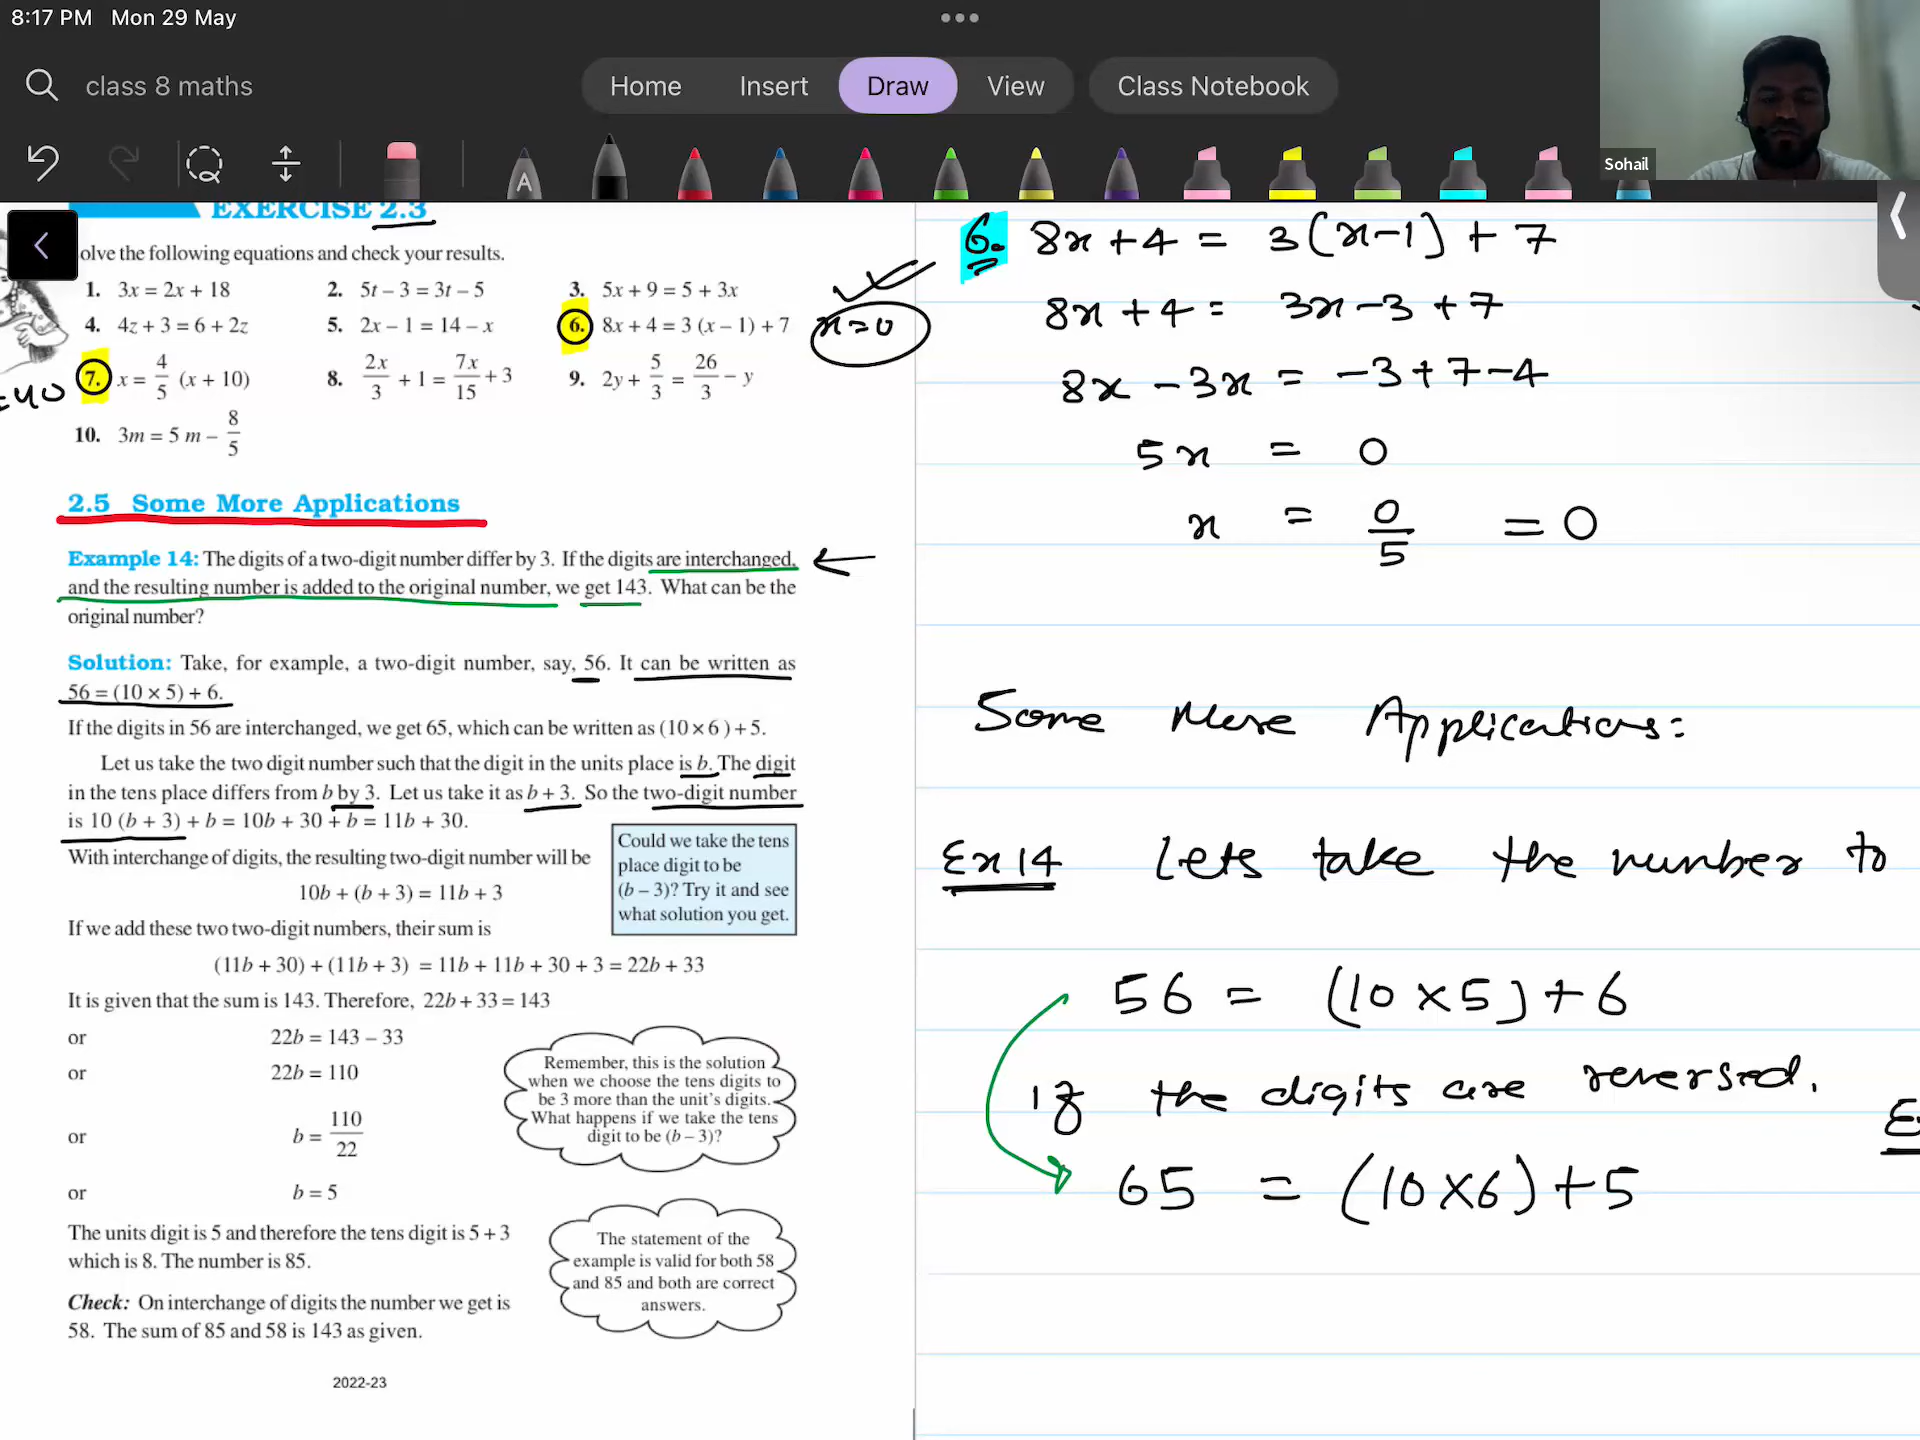 8:17 PM Mon 29 May
class 8 maths
Home Insert Draw View Class Notebook
A
Sohail
EXERCISE 2.3
olve the following equations and check your results.
1. 3x = 2x + 18 2. 5t – 3 = 3t – 5 3. 5x + 9 = 5 + 3x
4. 4z + 3 = 6 + 2z 5. 2x – 1 = 14 – x 6. 8x + 4 = 3 (x – 1) + 7 x = 0
= 40 7. x = 4/5 (x + 10) 8. 2x/3 + 1 = 7x/15 + 3 9. 2y + 5/3 = 26/3 – y
10. 3m = 5 m – 8/5
2.5 Some More Applications
Example 14: The digits of a two-digit number differ by 3. If the digits are interchanged,
and the resulting number is added to the original number, we get 143. What can be the
original number?
Solution: Take, for example, a two-digit number, say, 56. It can be written as
56 = (10 × 5) + 6.
If the digits in 56 are interchanged, we get 65, which can be written as (10 × 6 ) + 5.
Let us take the two digit number such that the digit in the units place is b. The digit
in the tens place differs from b by 3. Let us take it as b + 3. So the two-digit number
is 10 (b + 3) + b = 10b + 30 + b = 11b + 30.
With interchange of digits, the resulting two-digit number will be
10b + (b + 3) = 11b + 3
If we add these two two-digit numbers, their sum is
(11b + 30) + (11b + 3) = 11b + 11b + 30 + 3 = 22b + 33
It is given that the sum is 143. Therefore, 22b + 33 = 143
or 22b = 143 – 33
or 22b = 110
or b = 110/22
or b = 5
The units digit is 5 and therefore the tens digit is 5 + 3
which is 8. The number is 85.
Check: On interchange of digits the number we get is
58. The sum of 85 and 58 is 143 as given.
Could we take the tens
place digit to be
(b – 3)? Try it and see
what solution you get.
Remember, this is the solution
when we choose the tens digits to
be 3 more than the unit's digits.
What happens if we take the tens
digit to be (b – 3)?
The statement of the
example is valid for both 58
and 85 and both are correct
answers.
2022-23
6. 8x + 4 = 3(x-1) + 7
8x + 4 = 3x - 3 + 7
8x - 3x = -3 + 7 - 4
5x = 0
x = 0/5 = 0
Some More Applications:
Ex 14 Lets take the number to
56 = (10 × 5) + 6
If the digits are reversed.
65 = (10 × 6) + 5